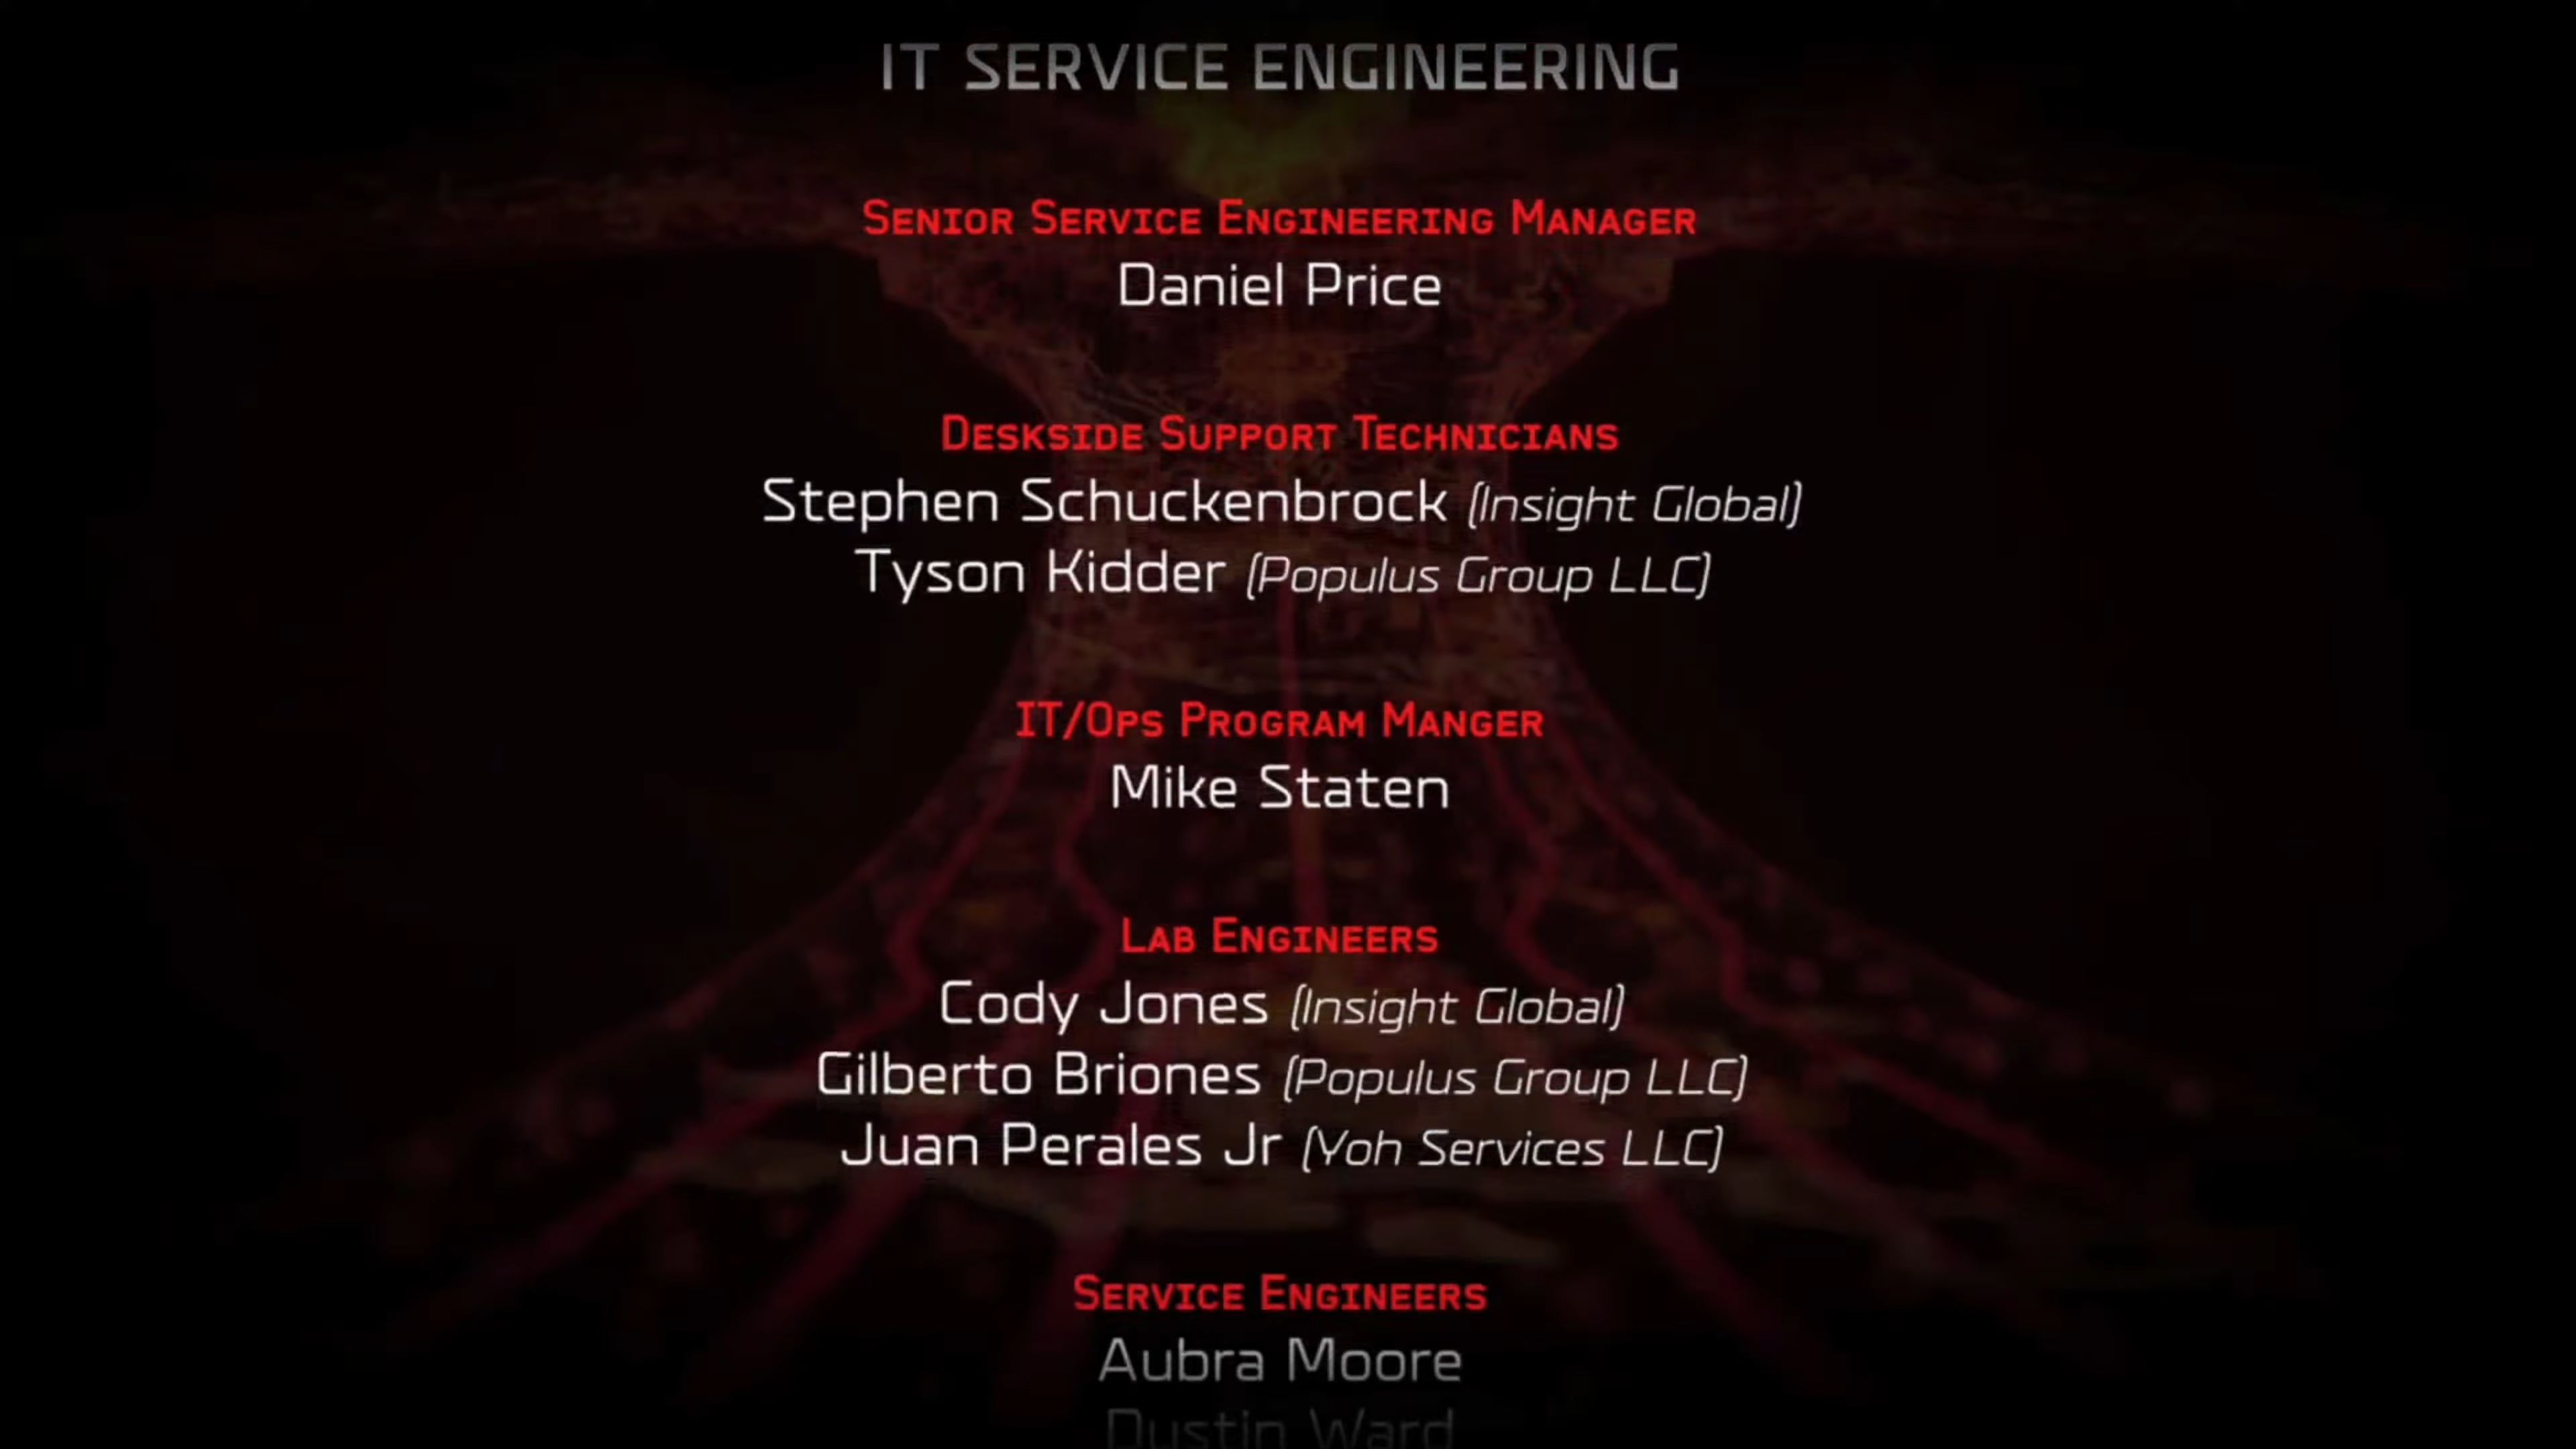 IT SERVICE ENGINEERING
Senior Service Engineering Manager
Daniel Price
Deskside Support Technicians
Stephen Schuckenbrock (Insight Global)
Tyson Kidder (Populus Group LLC)
IT/Ops Program Manger
Mike Staten
Lab Engineers
Cody Jones (Insight Global)
Gilberto Briones (Populus Group LLC)
Juan Perales Jr (Yoh Services LLC)
Service Engineers
Aubra Moore
Dustin Ward